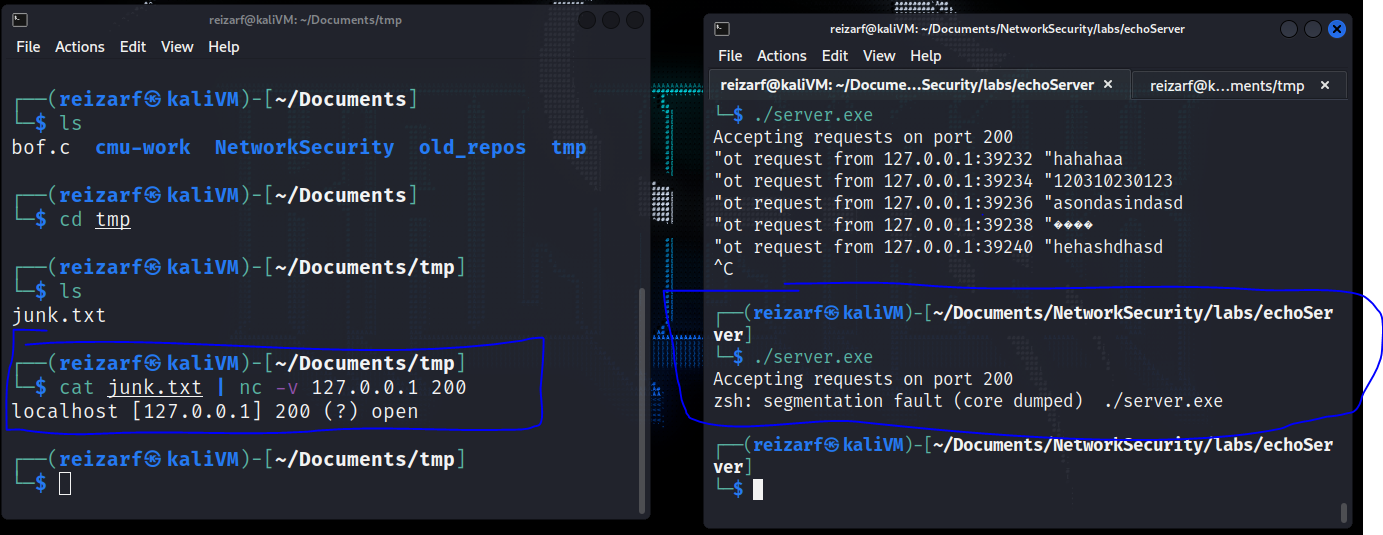 reizarf@kaliVM: ~/Documents/tmp
File Actions Edit View Help
┌──(reizarf㉿kaliVM)-[~/Documents]
└─$ ls
bof.c cmu-work NetworkSecurity old_repos tmp
┌──(reizarf㉿kaliVM)-[~/Documents]
└─$ cd tmp
┌──(reizarf㉿kaliVM)-[~/Documents/tmp]
└─$ ls
junk.txt
┌──(reizarf㉿kaliVM)-[~/Documents/tmp]
└─$ cat junk.txt | nc -v 127.0.0.1 200
localhost [127.0.0.1] 200 (?) open
┌──(reizarf㉿kaliVM)-[~/Documents/tmp]
└─$
reizarf@kaliVM: ~/Documents/NetworkSecurity/labs/echoServer
File Actions Edit View Help
reizarf@kaliVM: ~/Docume...Security/labs/echoServer × reizarf@k...ments/tmp ×
└─$ ./server.exe
Accepting requests on port 200
"ot request from 127.0.0.1:39232 "hahahaa
"ot request from 127.0.0.1:39234 "120310230123
"ot request from 127.0.0.1:39236 "asondasindasd
"ot request from 127.0.0.1:39238 "����
"ot request from 127.0.0.1:39240 "hehashdhasd
^C
┌──(reizarf㉿kaliVM)-[~/Documents/NetworkSecurity/labs/echoSer
ver]
└─$ ./server.exe
Accepting requests on port 200
zsh: segmentation fault (core dumped) ./server.exe
┌──(reizarf㉿kaliVM)-[~/Documents/NetworkSecurity/labs/echoSer
ver]
└─$